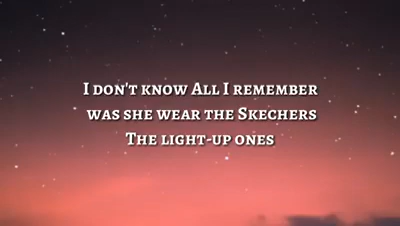 I don't know All I remember
was she wear the Skechers
The light-up ones